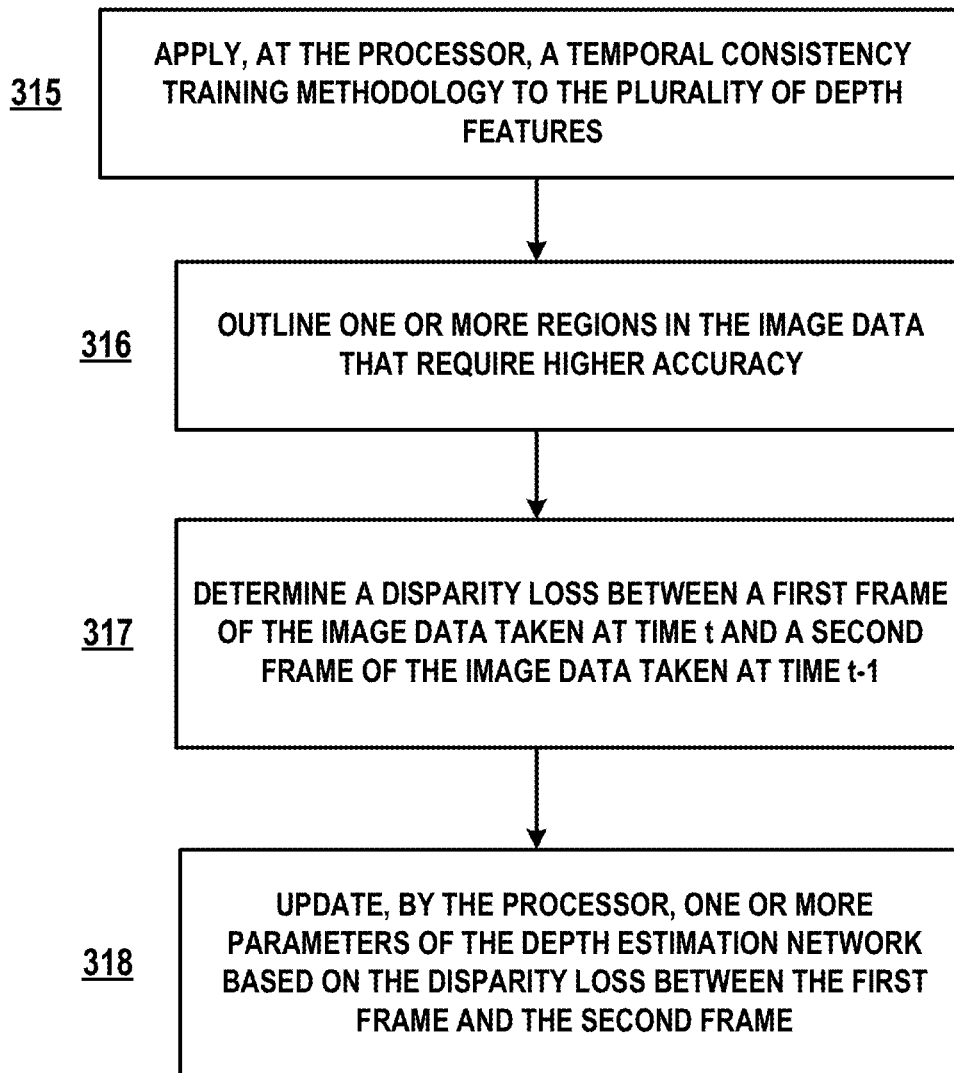 315
APPLY, AT THE PROCESSOR, A TEMPORAL CONSISTENCY
TRAINING METHODOLOGY TO THE PLURALITY OF DEPTH
FEATURES
316
OUTLINE ONE OR MORE REGIONS IN THE IMAGE DATA
THAT REQUIRE HIGHER ACCURACY
317
DETERMINE A DISPARITY LOSS BETWEEN A FIRST FRAME
OF THE IMAGE DATA TAKEN AT TIME t AND A SECOND
FRAME OF THE IMAGE DATA TAKEN AT TIME t-1
318
UPDATE, BY THE PROCESSOR, ONE OR MORE
PARAMETERS OF THE DEPTH ESTIMATION NETWORK
BASED ON THE DISPARITY LOSS BETWEEN THE FIRST
FRAME AND THE SECOND FRAME